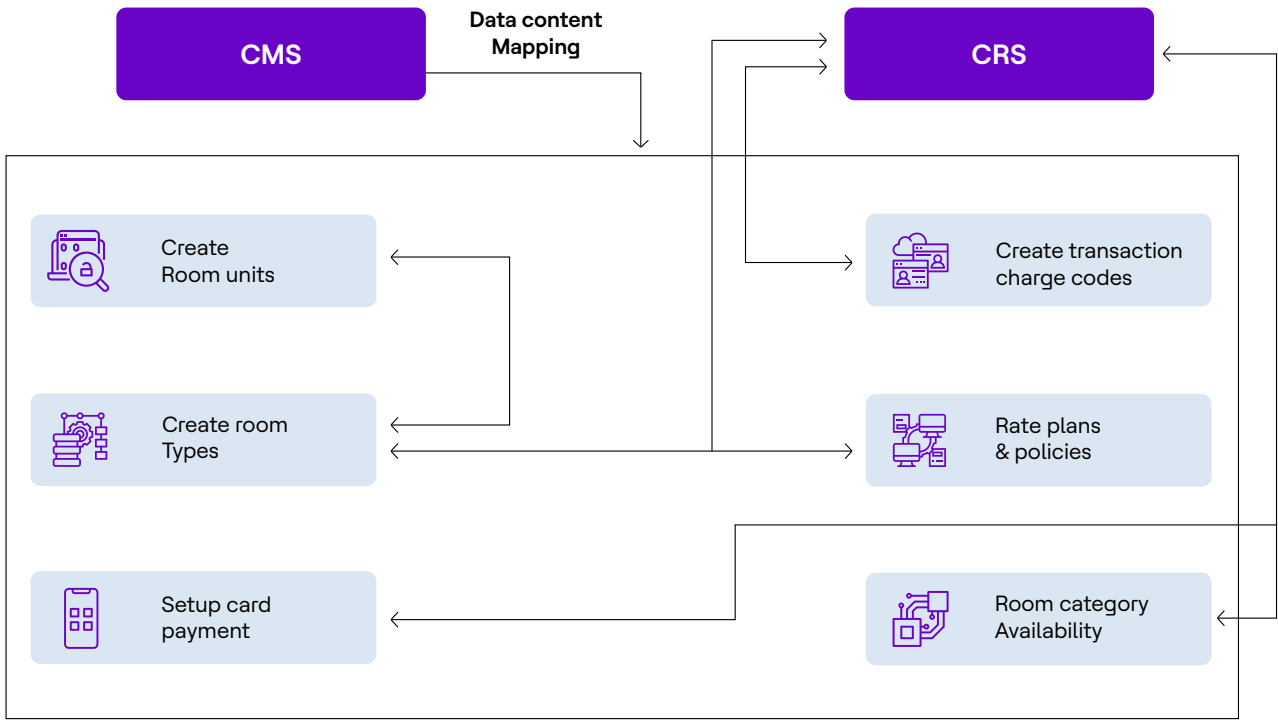 CMS
Data content
Mapping
CRS
Create
Room units
Create transaction
charge codes
Create room
Types
Rate plans
& policies
Setup card
payment
Room category
Availability